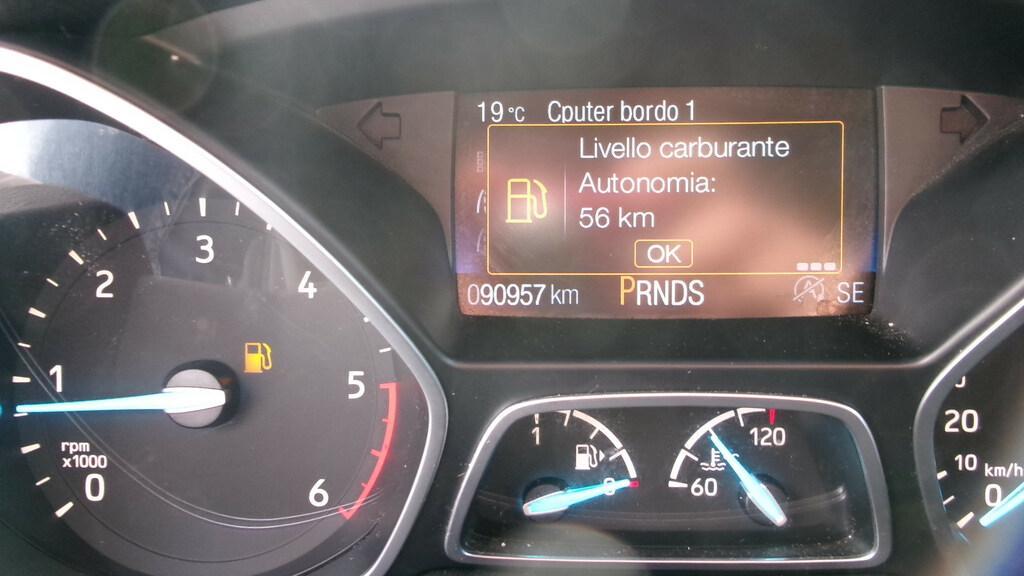 19°C Cputer bordo 1
Livello carburante
Autonomia:
56 km
OK
090957 km PRNDS SE
3
2
4
1
5
rpm
x1000
0
6
1
0
120
60
20
10 km/h
0